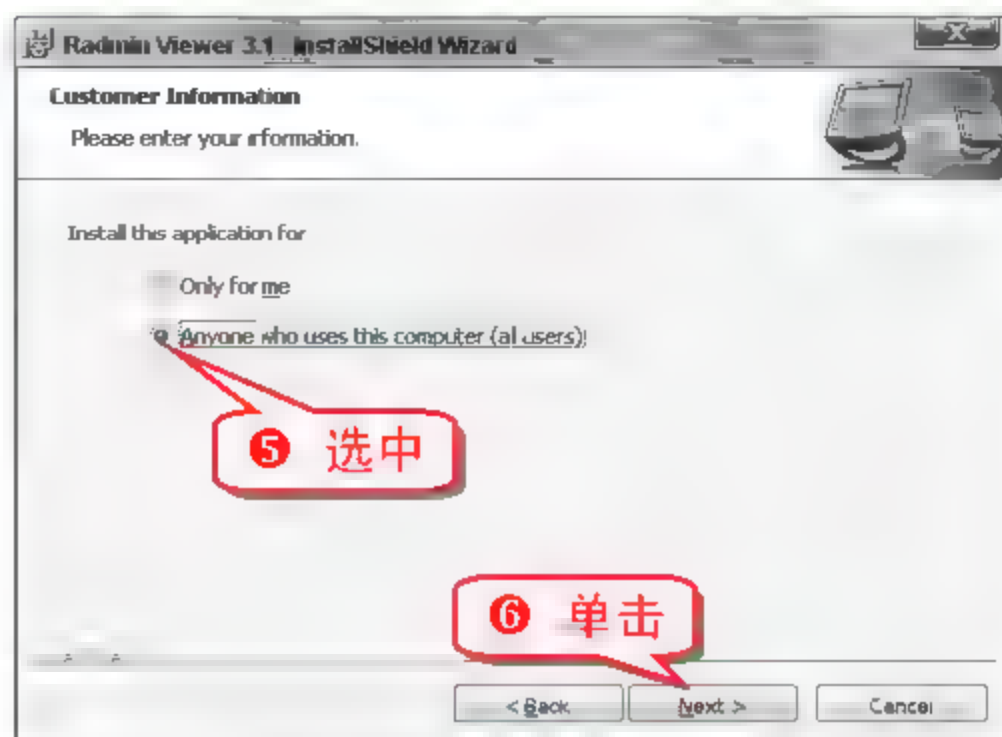 Radmin Viewer 3.1 InstallShield Wizard
Customer Information
Please enter your information.
Install this application for
Only for me
Anyone who uses this computer (all users)
❺ 选中
❻ 单击
< Back
Next >
Cancel